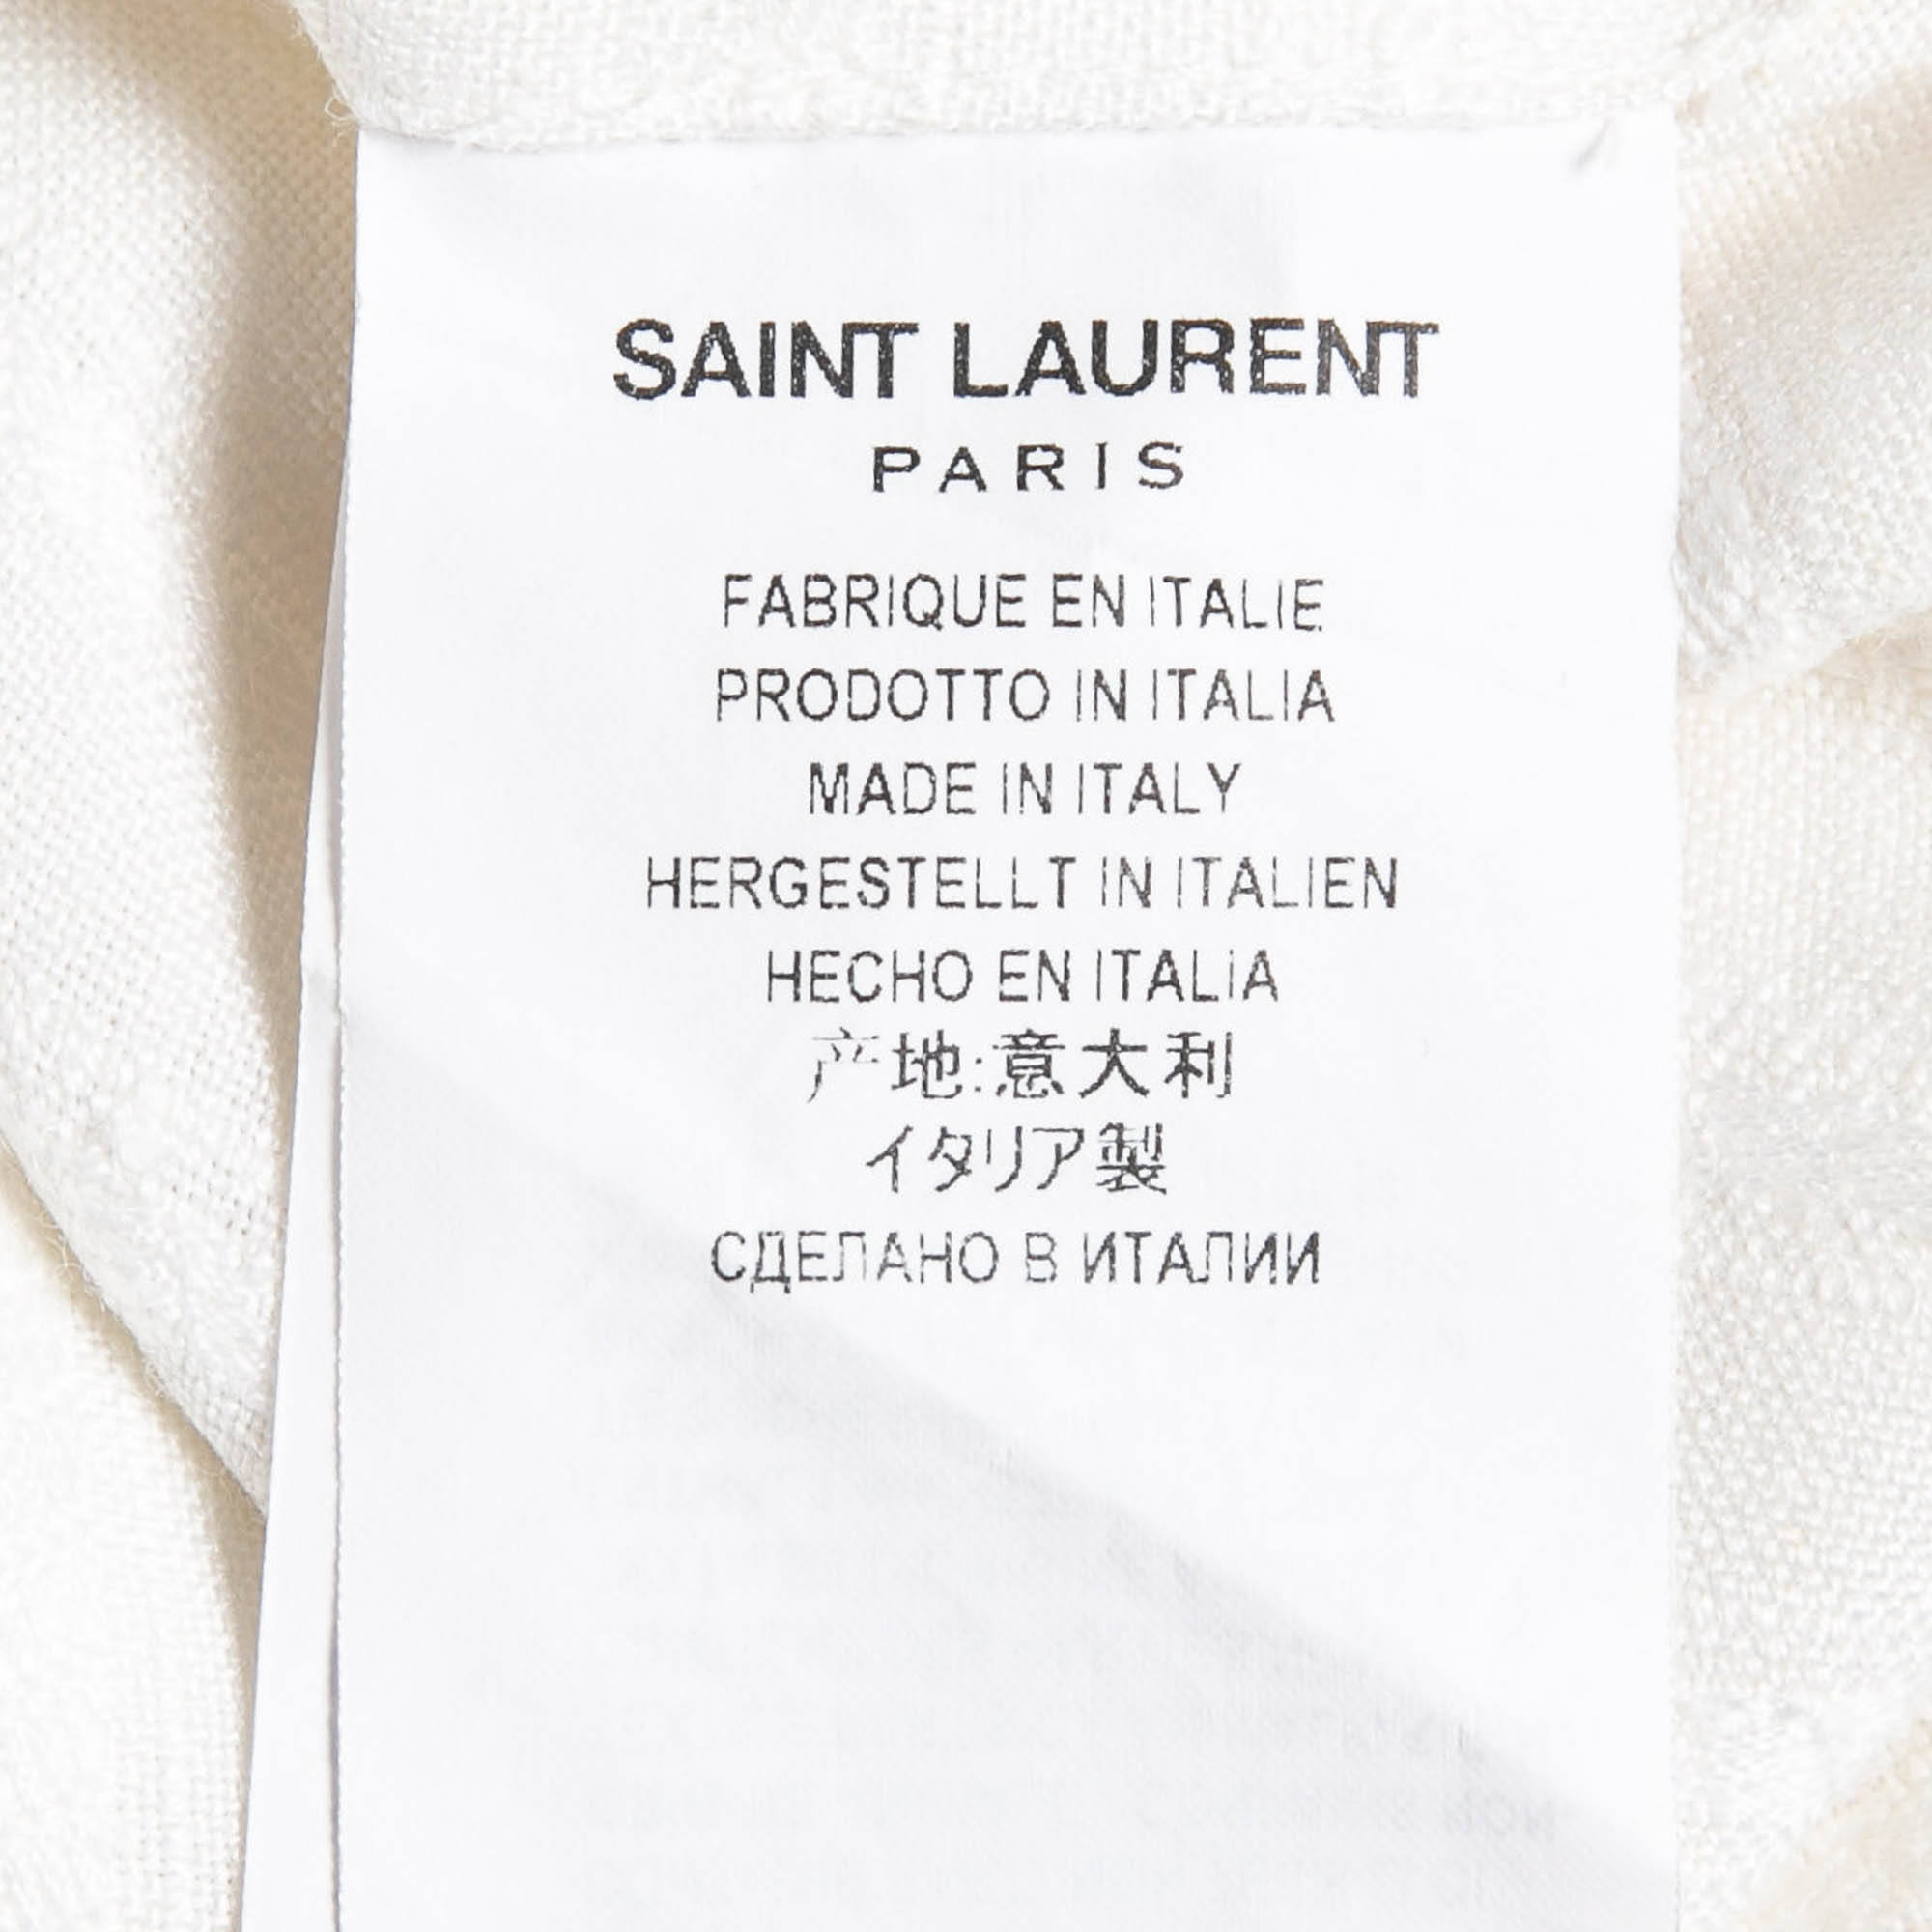 SAINT LAURENT
PARIS
FABRIQUE EN ITALIE
PRODOTTO IN ITALIA
MADE IN ITALY
HERGESTELLT IN ITALIEN
HECHO EN ITALIA
产地:意大利
イタリア製
СДЕЛАНО В ИТАЛИИ